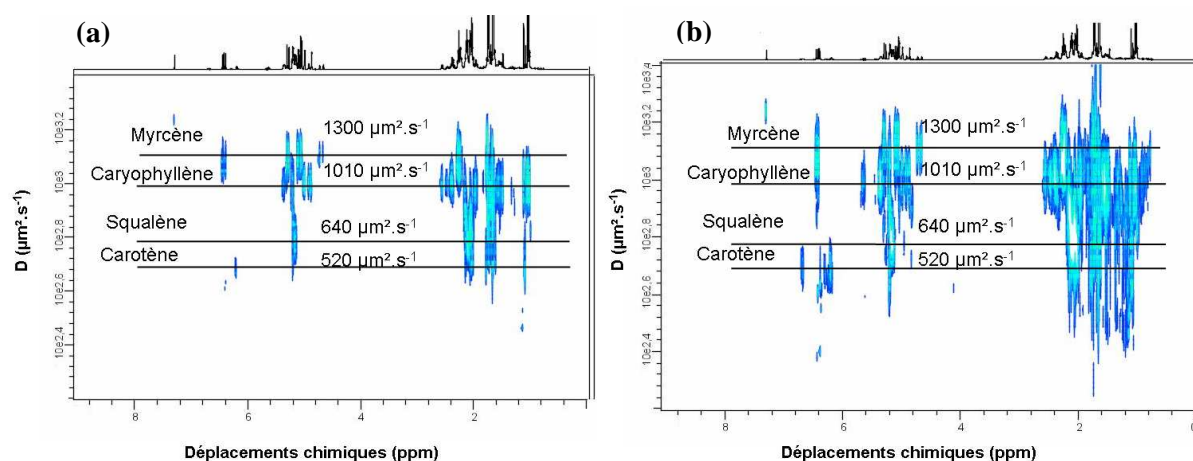 (a)
10e3,2
10e3
10e2,8
10e2,6
10e2,4
D (µm².s⁻¹)
Myrcène
Caryophyllène
Squalène
Carotène
1300 µm².s⁻¹
1010 µm².s⁻¹
640 µm².s⁻¹
520 µm².s⁻¹
8 6 4 2
Déplacements chimiques (ppm)
(b)
10e3,4
10e3,2
10e3
10e2,8
10e2,6
10e2,4
D (µm².s⁻¹)
Myrcène
Caryophyllène
Squalène
Carotène
1300 µm².s⁻¹
1010 µm².s⁻¹
640 µm².s⁻¹
520 µm².s⁻¹
8 6 4 2 0
Déplacements chimiques (ppm)